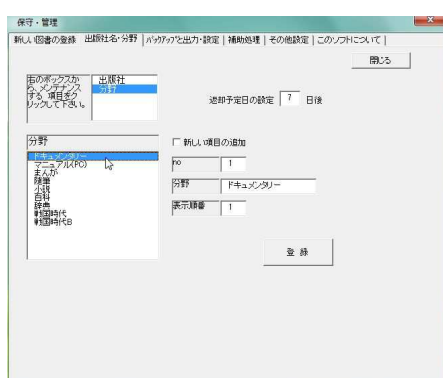 保守・管理
新しい図書の登録 出版社名・分野 バックアップと出力・設定 補助処理 その他設定 このソフトについて
閉じる
右のボックスか
ら、メンテナンス
する 項目をク
リックして下さい。
出版社
分野
返却予定日の設定 7 日後
分野
新しい項目の追加
ドキュメンタリー
マニュアル(PC)
まんが
随筆
小説
百科
辞典
戦国時代
戦国時代B
no 1
分野 ドキュメンタリー
表示順番 1
登 録